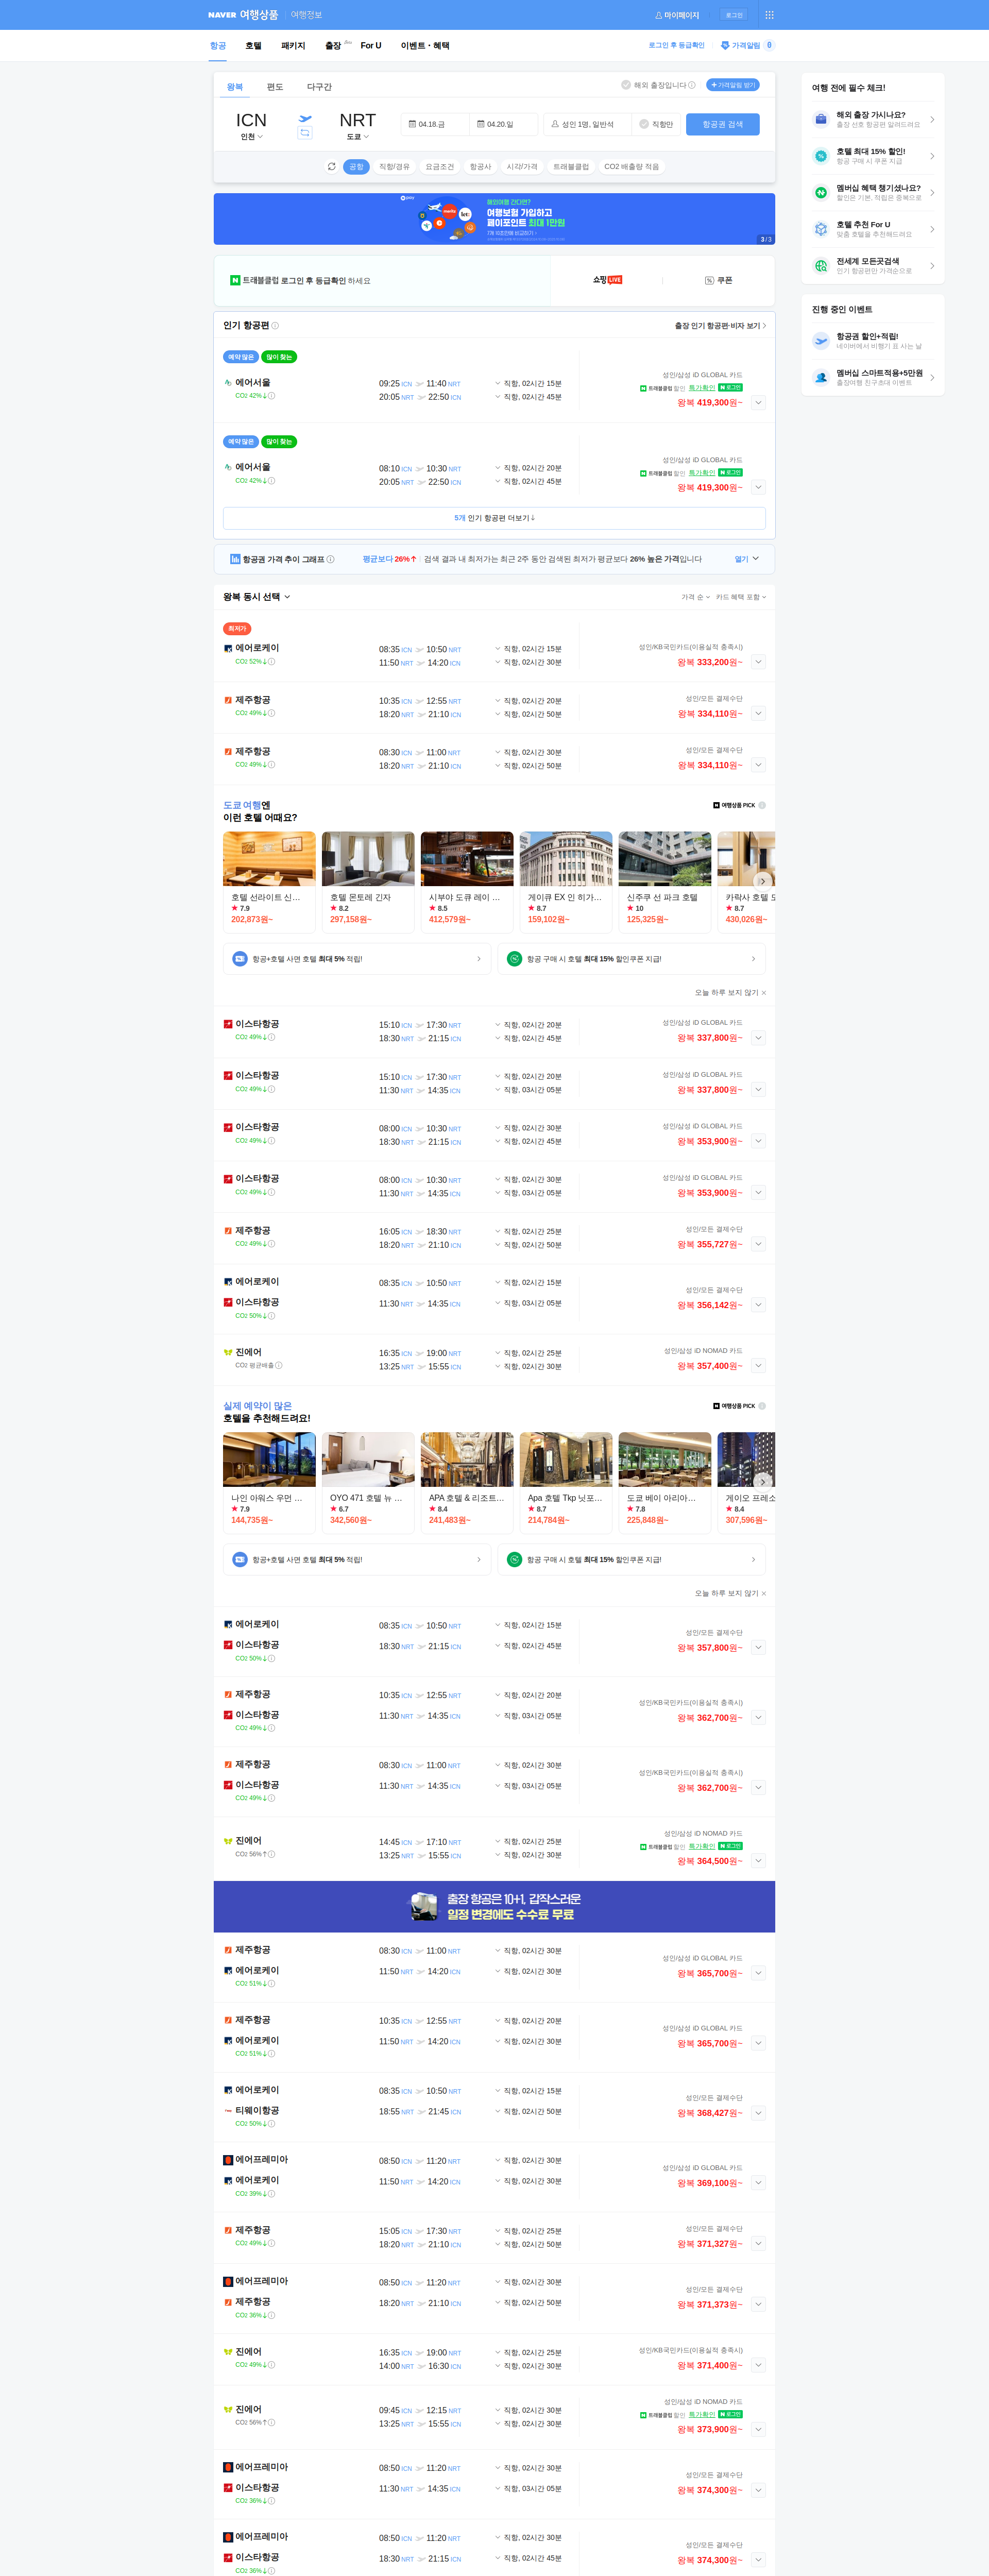 NAVER 여행상품 여행정보 마이페이지 로그인
항공 호텔 패키지 출장 For U 이벤트・혜택 로그인 후 등급확인 가격알림 0
왕복 편도 다구간 해외 출장입니다 가격알림 받기
ICN NRT
인천 도쿄
04.18.금 04.20.일 성인 1명, 일반석 직항만 항공권 검색
공항 직항/경유 요금조건 항공사 시각/가격 트래블클럽 CO2 배출량 적음
pay
해외여행 간다면?
여행보험 가입하고
페이포인트 최대 1만원
3/3
트래블클럽 로그인 후 등급확인 하세요 쇼핑LIVE 쿠폰
인기 항공편 출장 인기 항공편·비자 보기
예약 많은 많이 찾는
에어서울
CO2 42%↓
09:25 ICN 11:40 NRT
20:05 NRT 22:50 ICN
직항, 02시간 15분
직항, 02시간 45분
성인/삼성 iD GLOBAL 카드
트래블클럽 할인 특가확인 로그인
왕복 419,300원~
예약 많은 많이 찾는
에어서울
CO2 42%↓
08:10 ICN 10:30 NRT
20:05 NRT 22:50 ICN
직항, 02시간 20분
직항, 02시간 45분
성인/삼성 iD GLOBAL 카드
트래블클럽 할인 특가확인 로그인
왕복 419,300원~
5개 인기 항공편 더보기↓
항공권 가격 추이 그래프 평균보다 26%↑ 검색 결과 내 최저가는 최근 2주 동안 검색된 최저가 평균보다 26% 높은 가격입니다 열기
왕복 동시 선택 가격 순 카드 혜택 포함
최저가
에어로케이
CO2 52%↓
08:35 ICN 10:50 NRT
11:50 NRT 14:20 ICN
직항, 02시간 15분
직항, 02시간 30분
성인/KB국민카드(이용실적 충족시)
왕복 333,200원~
제주항공
CO2 49%↓
10:35 ICN 12:55 NRT
18:20 NRT 21:10 ICN
직항, 02시간 20분
직항, 02시간 50분
성인/모든 결제수단
왕복 334,110원~
제주항공
CO2 49%↓
08:30 ICN 11:00 NRT
18:20 NRT 21:10 ICN
직항, 02시간 30분
직항, 02시간 50분
성인/모든 결제수단
왕복 334,110원~
도쿄 여행엔
이런 호텔 어때요?
여행상품 PICK
호텔 선라이트 신…
★ 7.9
202,873원~
호텔 몬토레 긴자
★ 8.2
297,158원~
시부야 도큐 레이 …
★ 8.5
412,579원~
게이큐 EX 인 히가…
★ 8.7
159,102원~
신주쿠 선 파크 호텔
★ 10
125,325원~
카락사 호텔
★ 8.7
430,026원~
항공+호텔 사면 호텔 최대 5% 적립!
항공 구매 시 호텔 최대 15% 할인쿠폰 지급!
오늘 하루 보지 않기 ×
이스타항공
CO2 49%↓
15:10 ICN 17:30 NRT
18:30 NRT 21:15 ICN
직항, 02시간 20분
직항, 02시간 45분
성인/삼성 iD GLOBAL 카드
왕복 337,800원~
이스타항공
CO2 49%↓
15:10 ICN 17:30 NRT
11:30 NRT 14:35 ICN
직항, 02시간 20분
직항, 03시간 05분
성인/삼성 iD GLOBAL 카드
왕복 337,800원~
이스타항공
CO2 49%↓
08:00 ICN 10:30 NRT
18:30 NRT 21:15 ICN
직항, 02시간 30분
직항, 02시간 45분
성인/삼성 iD GLOBAL 카드
왕복 353,900원~
이스타항공
CO2 49%↓
08:00 ICN 10:30 NRT
11:30 NRT 14:35 ICN
직항, 02시간 30분
직항, 03시간 05분
성인/삼성 iD GLOBAL 카드
왕복 353,900원~
제주항공
CO2 49%↓
16:05 ICN 18:30 NRT
18:20 NRT 21:10 ICN
직항, 02시간 25분
직항, 02시간 50분
성인/모든 결제수단
왕복 355,727원~
에어로케이
이스타항공
CO2 50%↓
08:35 ICN 10:50 NRT
11:30 NRT 14:35 ICN
직항, 02시간 15분
직항, 03시간 05분
성인/모든 결제수단
왕복 356,142원~
진에어
CO2 평균배출
16:35 ICN 19:00 NRT
13:25 NRT 15:55 ICN
직항, 02시간 25분
직항, 02시간 30분
성인/삼성 iD NOMAD 카드
왕복 357,400원~
실제 예약이 많은
호텔을 추천해드려요!
여행상품 PICK
나인 아워스 우먼 …
★ 7.9
144,735원~
OYO 471 호텔 뉴 …
★ 6.7
342,560원~
APA 호텔 & 리조트…
★ 8.4
241,483원~
Apa 호텔 Tkp 닛포…
★ 8.7
214,784원~
도쿄 베이 아리아…
★ 7.8
225,848원~
게이오 프레소
★ 8.4
307,596원~
항공+호텔 사면 호텔 최대 5% 적립!
항공 구매 시 호텔 최대 15% 할인쿠폰 지급!
오늘 하루 보지 않기 ×
에어로케이
이스타항공
CO2 50%↓
08:35 ICN 10:50 NRT
18:30 NRT 21:15 ICN
직항, 02시간 15분
직항, 02시간 45분
성인/모든 결제수단
왕복 357,800원~
제주항공
이스타항공
CO2 49%↓
10:35 ICN 12:55 NRT
11:30 NRT 14:35 ICN
직항, 02시간 20분
직항, 03시간 05분
성인/KB국민카드(이용실적 충족시)
왕복 362,700원~
제주항공
이스타항공
CO2 49%↓
08:30 ICN 11:00 NRT
11:30 NRT 14:35 ICN
직항, 02시간 30분
직항, 03시간 05분
성인/KB국민카드(이용실적 충족시)
왕복 362,700원~
진에어
CO2 56%↑
14:45 ICN 17:10 NRT
13:25 NRT 15:55 ICN
직항, 02시간 25분
직항, 02시간 30분
성인/삼성 iD NOMAD 카드
트래블클럽 할인 특가확인 로그인
왕복 364,500원~
출장 항공은 10+1, 갑작스러운
일정 변경에도 수수료 무료
제주항공
에어로케이
CO2 51%↓
08:30 ICN 11:00 NRT
11:50 NRT 14:20 ICN
직항, 02시간 30분
직항, 02시간 30분
성인/삼성 iD GLOBAL 카드
왕복 365,700원~
제주항공
에어로케이
CO2 51%↓
10:35 ICN 12:55 NRT
11:50 NRT 14:20 ICN
직항, 02시간 20분
직항, 02시간 30분
성인/삼성 iD GLOBAL 카드
왕복 365,700원~
에어로케이
티웨이항공
CO2 50%↓
08:35 ICN 10:50 NRT
18:55 NRT 21:45 ICN
직항, 02시간 15분
직항, 02시간 50분
성인/모든 결제수단
왕복 368,427원~
에어프레미아
에어로케이
CO2 39%↓
08:50 ICN 11:20 NRT
11:50 NRT 14:20 ICN
직항, 02시간 30분
직항, 02시간 30분
성인/삼성 iD GLOBAL 카드
왕복 369,100원~
제주항공
CO2 49%↓
15:05 ICN 17:30 NRT
18:20 NRT 21:10 ICN
직항, 02시간 25분
직항, 02시간 50분
성인/모든 결제수단
왕복 371,327원~
에어프레미아
제주항공
CO2 36%↓
08:50 ICN 11:20 NRT
18:20 NRT 21:10 ICN
직항, 02시간 30분
직항, 02시간 50분
성인/모든 결제수단
왕복 371,373원~
진에어
CO2 49%↓
16:35 ICN 19:00 NRT
14:00 NRT 16:30 ICN
직항, 02시간 25분
직항, 02시간 30분
성인/KB국민카드(이용실적 충족시)
왕복 371,400원~
진에어
CO2 56%↑
09:45 ICN 12:15 NRT
13:25 NRT 15:55 ICN
직항, 02시간 30분
직항, 02시간 30분
성인/삼성 iD NOMAD 카드
트래블클럽 할인 특가확인 로그인
왕복 373,900원~
에어프레미아
이스타항공
CO2 36%↓
08:50 ICN 11:20 NRT
11:30 NRT 14:35 ICN
직항, 02시간 30분
직항, 03시간 05분
성인/모든 결제수단
왕복 374,300원~
에어프레미아
이스타항공
CO2 36%↓
08:50 ICN 11:20 NRT
18:30 NRT 21:15 ICN
직항, 02시간 30분
직항, 02시간 45분
성인/모든 결제수단
왕복 374,300원~
여행 전에 필수 체크!
해외 출장 가시나요?
출장 선호 항공편 알려드려요
호텔 최대 15% 할인!
항공 구매 시 쿠폰 지급
멤버십 혜택 챙기셨나요?
할인은 기본, 적립은 중복으로
호텔 추천 For U
맞춤 호텔을 추천해드려요
전세계 모든곳검색
인기 항공편만 가격순으로
진행 중인 이벤트
항공권 할인+적립!
네이버에서 비행기 표 사는 날
멤버십 스마트적용+5만원
출장여행 친구초대 이벤트